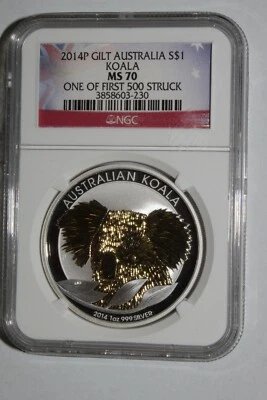 2014P GILT AUSTRALIA S$1
KOALA
MS 70
ONE OF FIRST 500 STRUCK
3858603-230
NGC
AUSTRALIAN KOALA
2014 1oz 999 SILVER